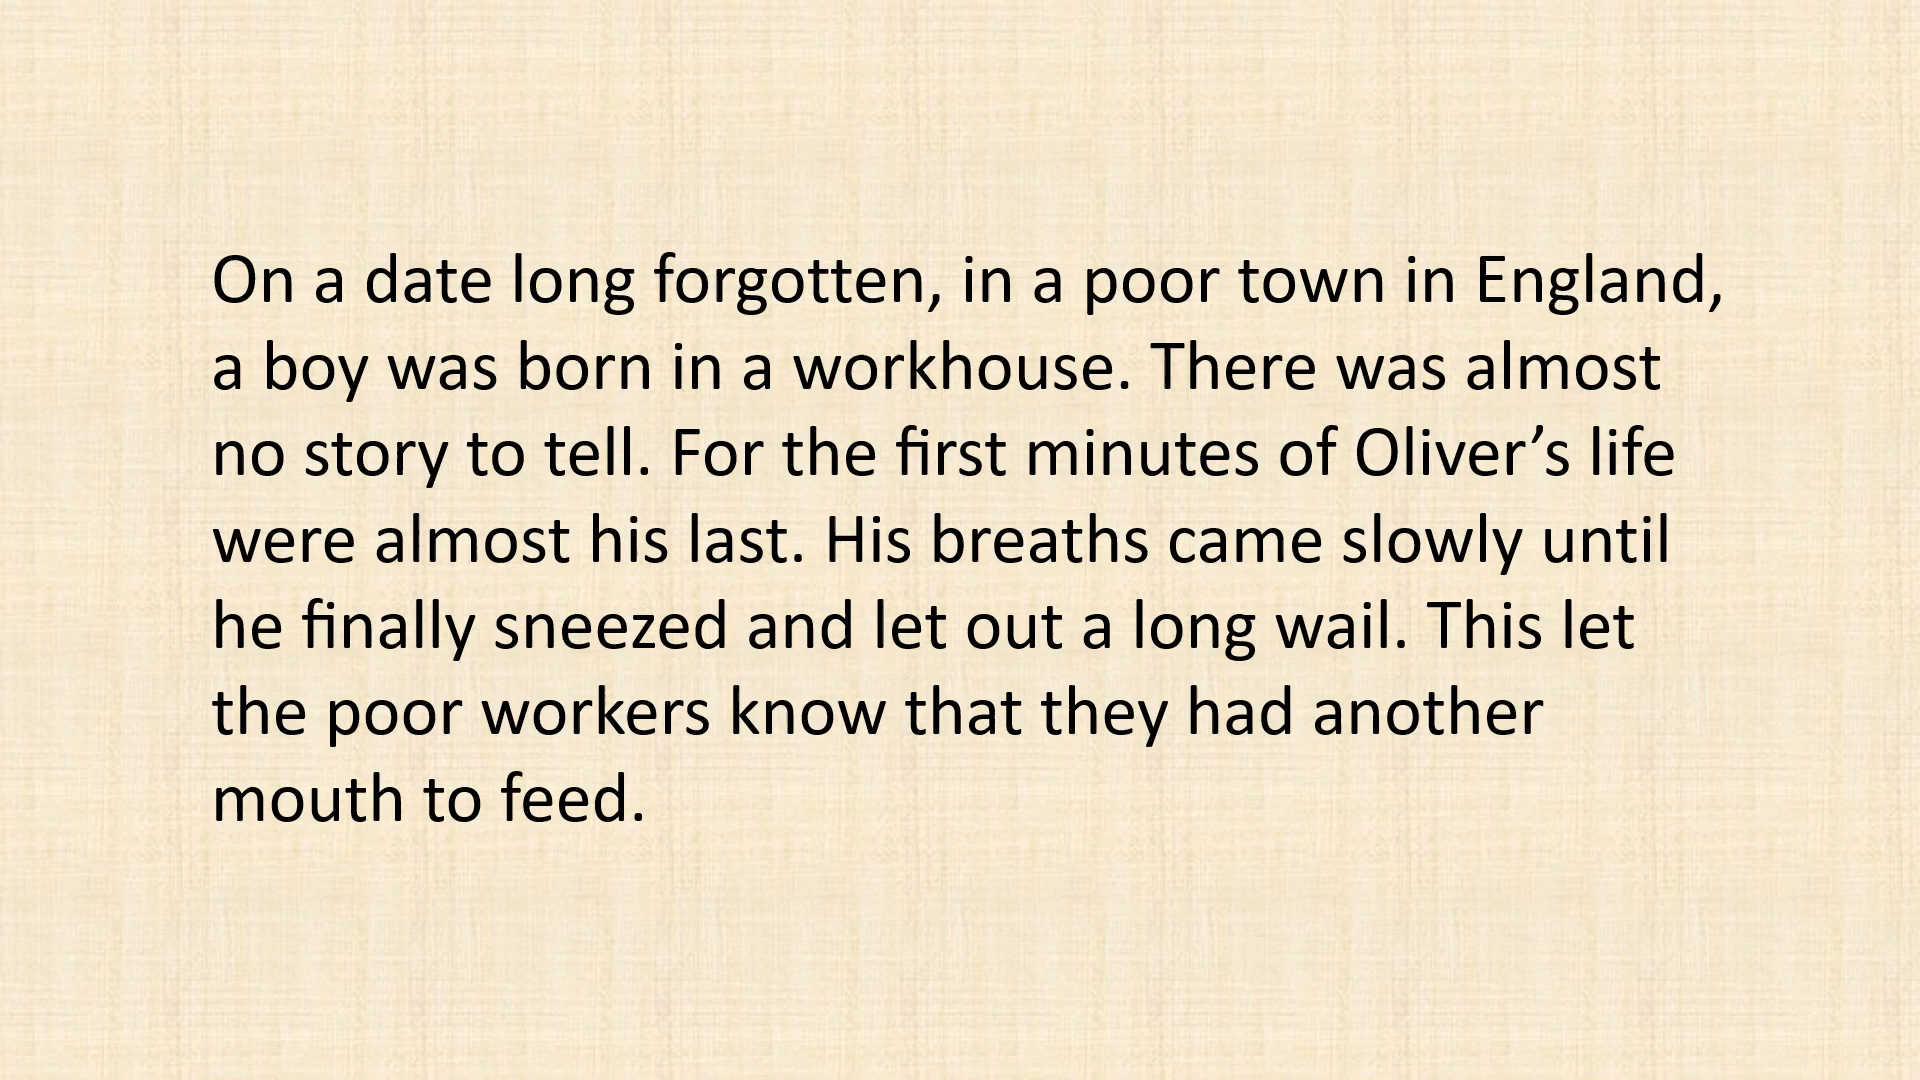 On a date long forgotten, in a poor town in England,
a boy was born in a workhouse. There was almost
no story to tell. For the first minutes of Oliver’s life
were almost his last. His breaths came slowly until
he finally sneezed and let out a long wail. This let
the poor workers know that they had another
mouth to feed.